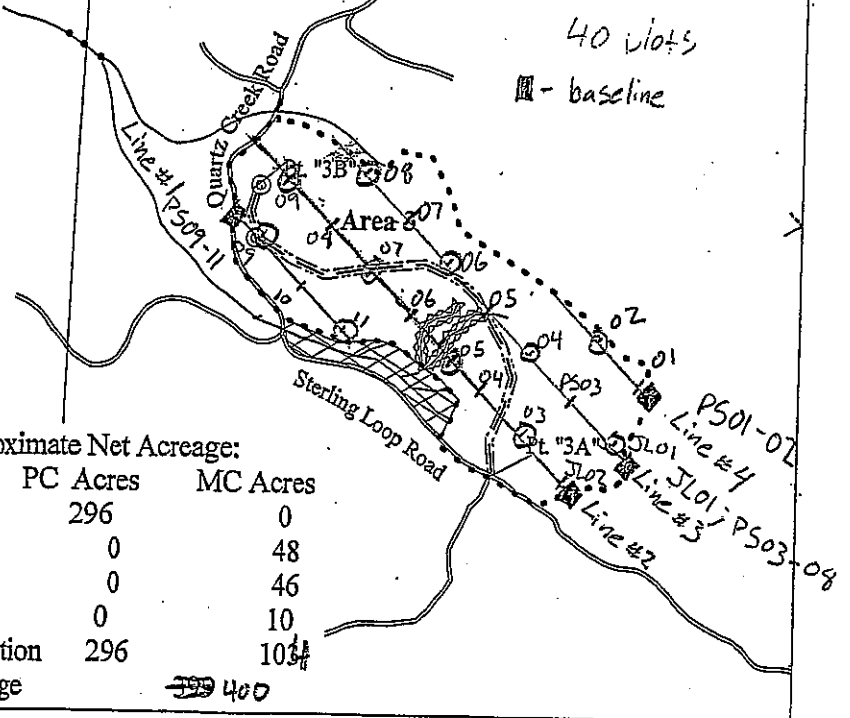 40 plots
- baseline
Quartz Creek Road
Line #1
PS09-11
Pt. "3B"
08
09
Area 3
07
04
07
09
06
06
10
05
02
11
04
01
05
PS03
04
Sterling Loop Road
03
Pt. "3A"
JL01
JL02
PS01-02
Line #4
JL01; PS03-08
Line #3
Line #2
oximate Net Acreage:
PC Acres MC Acres
296 0
0 48
0 46
0 10
tion 296 104
ge 399 400